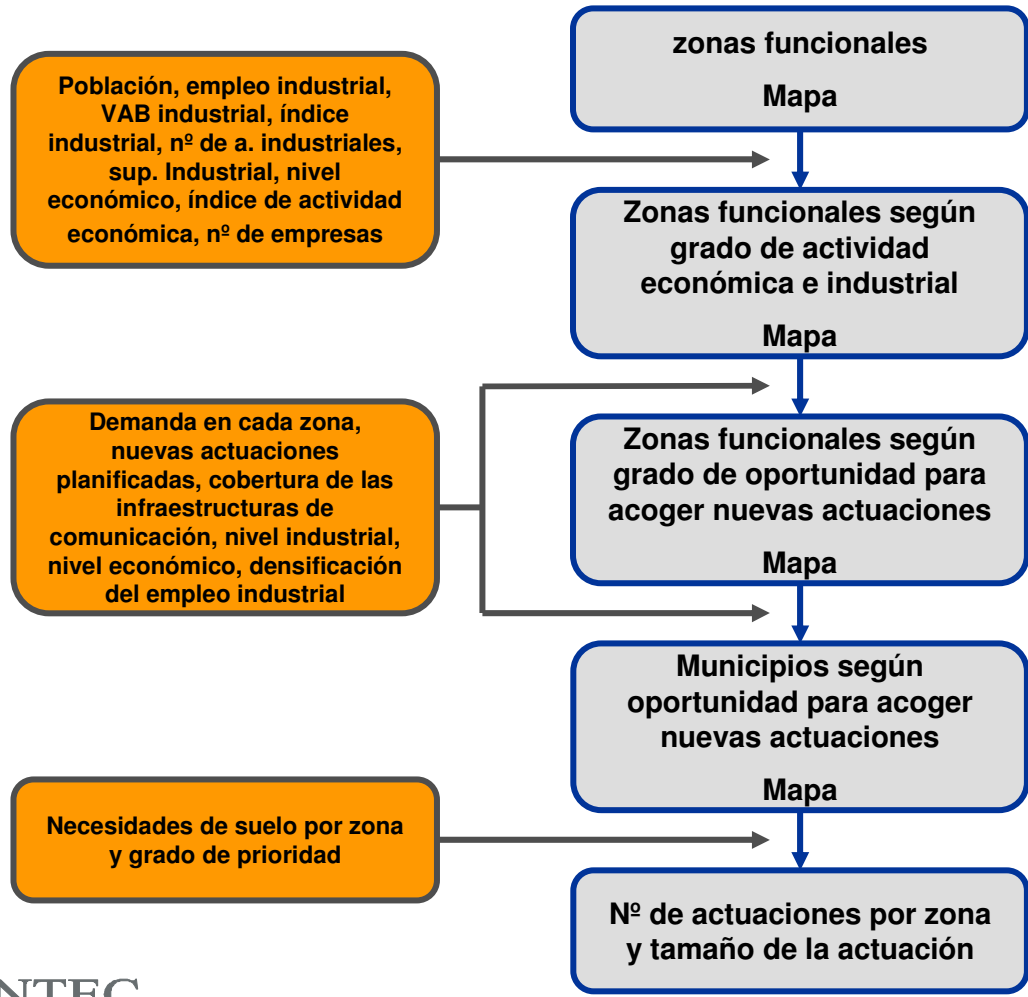 zonas funcionales
Mapa
Población, empleo industrial,
VAB industrial, índice
industrial, nº de a. industriales,
sup. Industrial, nivel
económico, índice de actividad
económica, nº de empresas
Zonas funcionales según
grado de actividad
económica e industrial
Mapa
Demanda en cada zona,
nuevas actuaciones
planificadas, cobertura de las
infraestructuras de
comunicación, nivel industrial,
nivel económico, densificación
del empleo industrial
Zonas funcionales según
grado de oportunidad para
acoger nuevas actuaciones
Mapa
Municipios según
oportunidad para acoger
nuevas actuaciones
Mapa
Necesidades de suelo por zona
y grado de prioridad
Nº de actuaciones por zona
y tamaño de la actuación